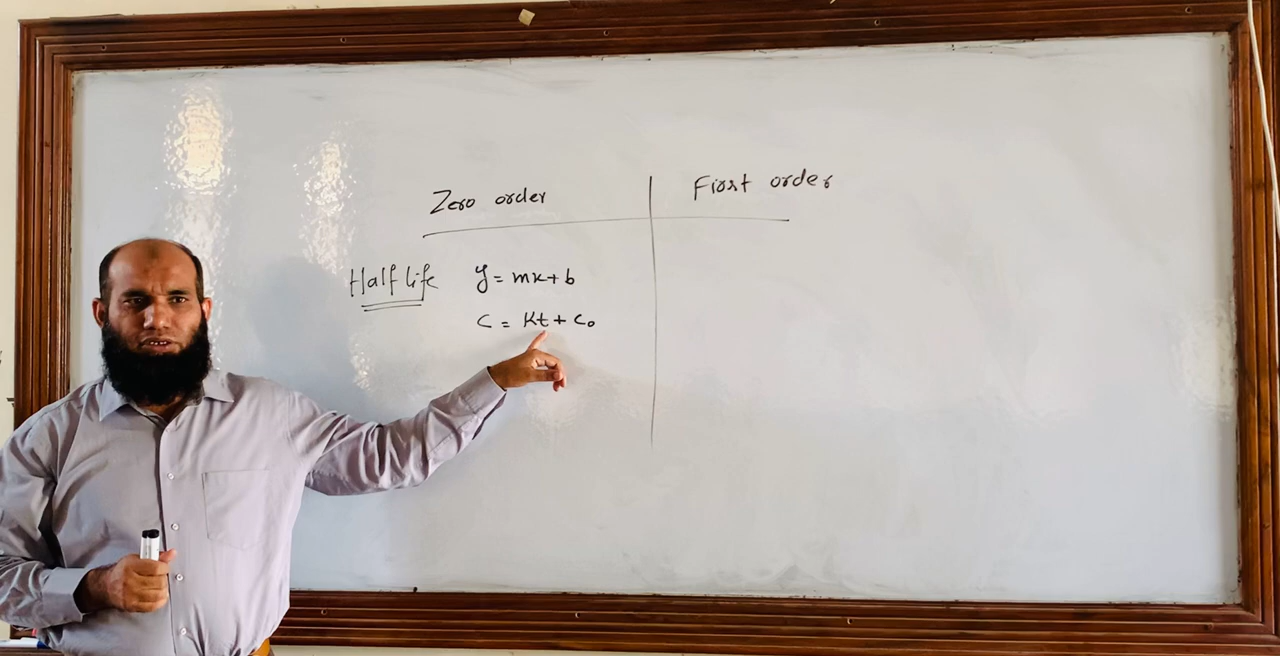 Zero order First order
Half life y = mx + b
C = Kt + C₀